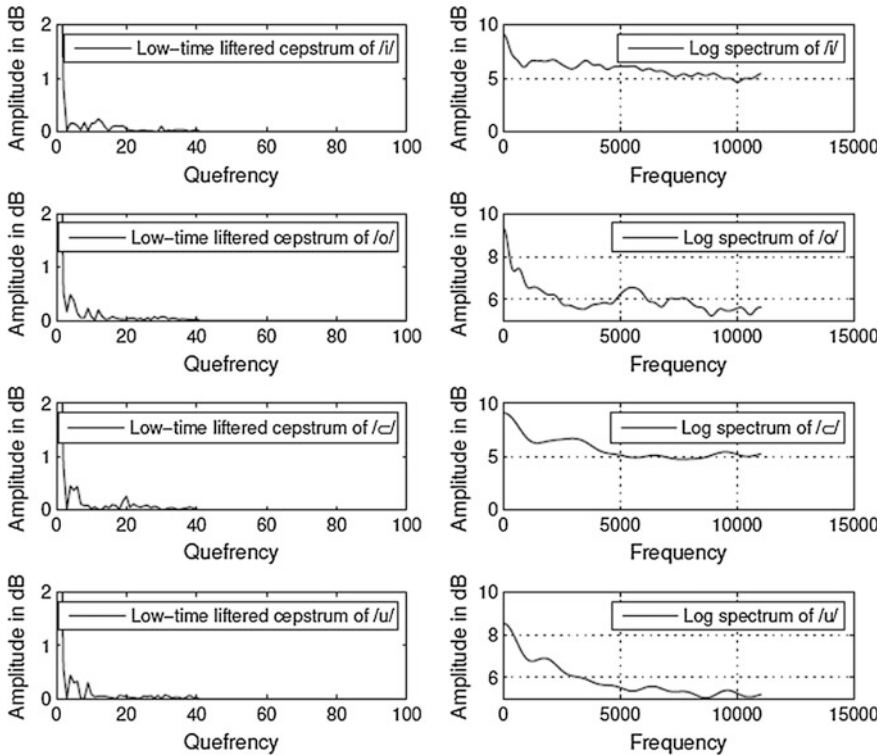 Amplitude in dB
2
1
0
Low-time liftered cepstrum of /i/
0 20 40 60 80 100
Quefrency
Amplitude in dB
10
5
0
Log spectrum of /i/
0 5000 10000 15000
Frequency
Amplitude in dB
2
1
0
Low-time liftered cepstrum of /o/
0 20 40 60 80 100
Quefrency
Amplitude in dB
10
8
6
Log spectrum of /o/
0 5000 10000 15000
Frequency
Amplitude in dB
2
1
0
Low-time liftered cepstrum of /⊂/
0 20 40 60 80 100
Quefrency
Amplitude in dB
10
5
0
Log spectrum of /⊂/
0 5000 10000 15000
Frequency
Amplitude in dB
2
1
0
Low-time liftered cepstrum of /u/
0 20 40 60 80 100
Quefrency
Amplitude in dB
10
8
6
Log spectrum of /u/
0 5000 10000 15000
Frequency